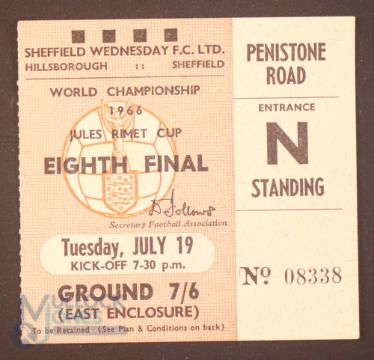 SHEFFIELD WEDNESDAY F.C. LTD.
HILLSBOROUGH :: SHEFFIELD
WORLD CHAMPIONSHIP
1966
JULES RIMET CUP
EIGHTH FINAL
D Follows
Secretary Football Association
Tuesday, JULY 19
KICK-OFF 7-30 p.m.
GROUND 7/6
(EAST ENCLOSURE)
To be Retained (See Plan & Conditions on back)
PENISTONE
ROAD
ENTRANCE
N
STANDING
No 08338